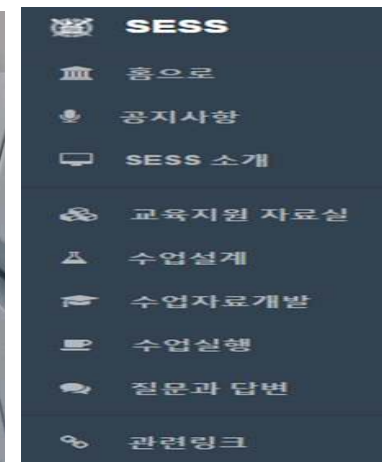 SESS
홈으로
공지사항
SESS 소개
교육지원 자료실
수업설계
수업자료개발
수업실행
질문과 답변
관련링크